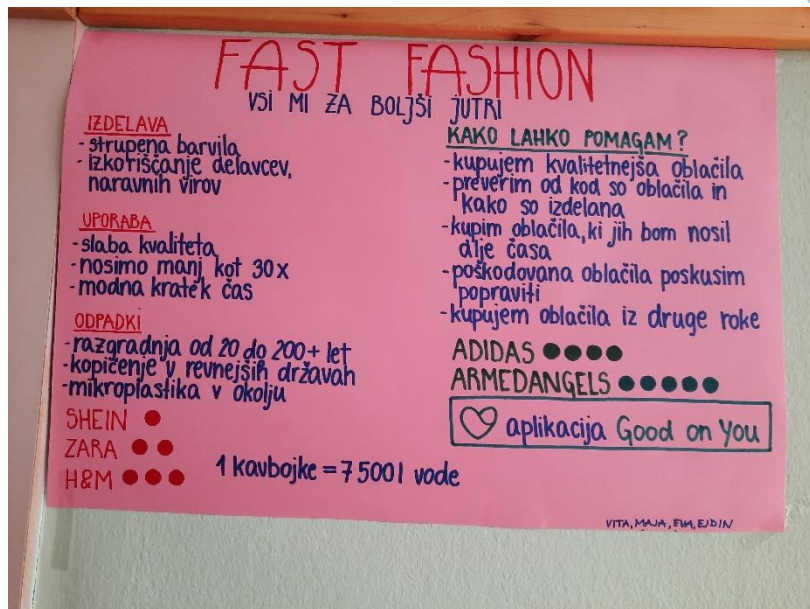 FAST FASHION
VSI MI ZA BOLJŠI JUTRI
IZDELAVA
- strupena barvila
- izkoriščanje delavcev,
naravnih virov
UPORABA
- slaba kvaliteta
- nosimo manj kot 30x
- modna kratek čas
ODPADKI
- razgradnja od 20 do 200+ let
- kopičenje v revnejših državah
- mikroplastika v okolju
SHEIN ●
ZARA ● ●
H&M ● ● ●
1 kavbojke = 7500l vode
KAKO LAHKO POMAGAM?
- kupujem kvalitetnejša oblačila
- preverim od kod so oblačila in
kako so izdelana
- kupim oblačila, ki jih bom nosil
dlje časa
- poškodovana oblačila poskusim
popraviti
- kupujem oblačila iz druge roke
ADIDAS ● ● ● ●
ARMEDANGELS ● ● ● ● ●
aplikacija Good on You
VITA, MAJA, EVA, EJDIN